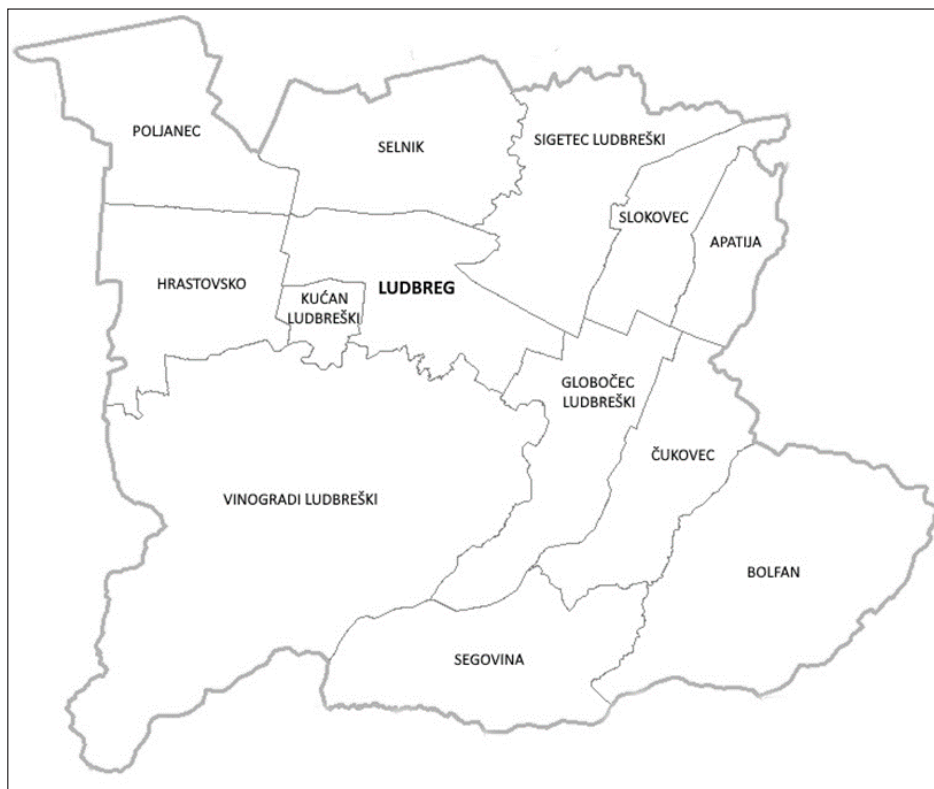 POLJANEC
SELNIK
SIGETEC LUDBREŠKI
SLOKOVEC
APATIJA
HRASTOVSKO
KUĆAN
LUDBREŠKI
LUDBREG
GLOBOČEC
LUDBREŠKI
ČUKOVEC
VINOGRADI LUDBREŠKI
BOLFAN
SEGOVINA